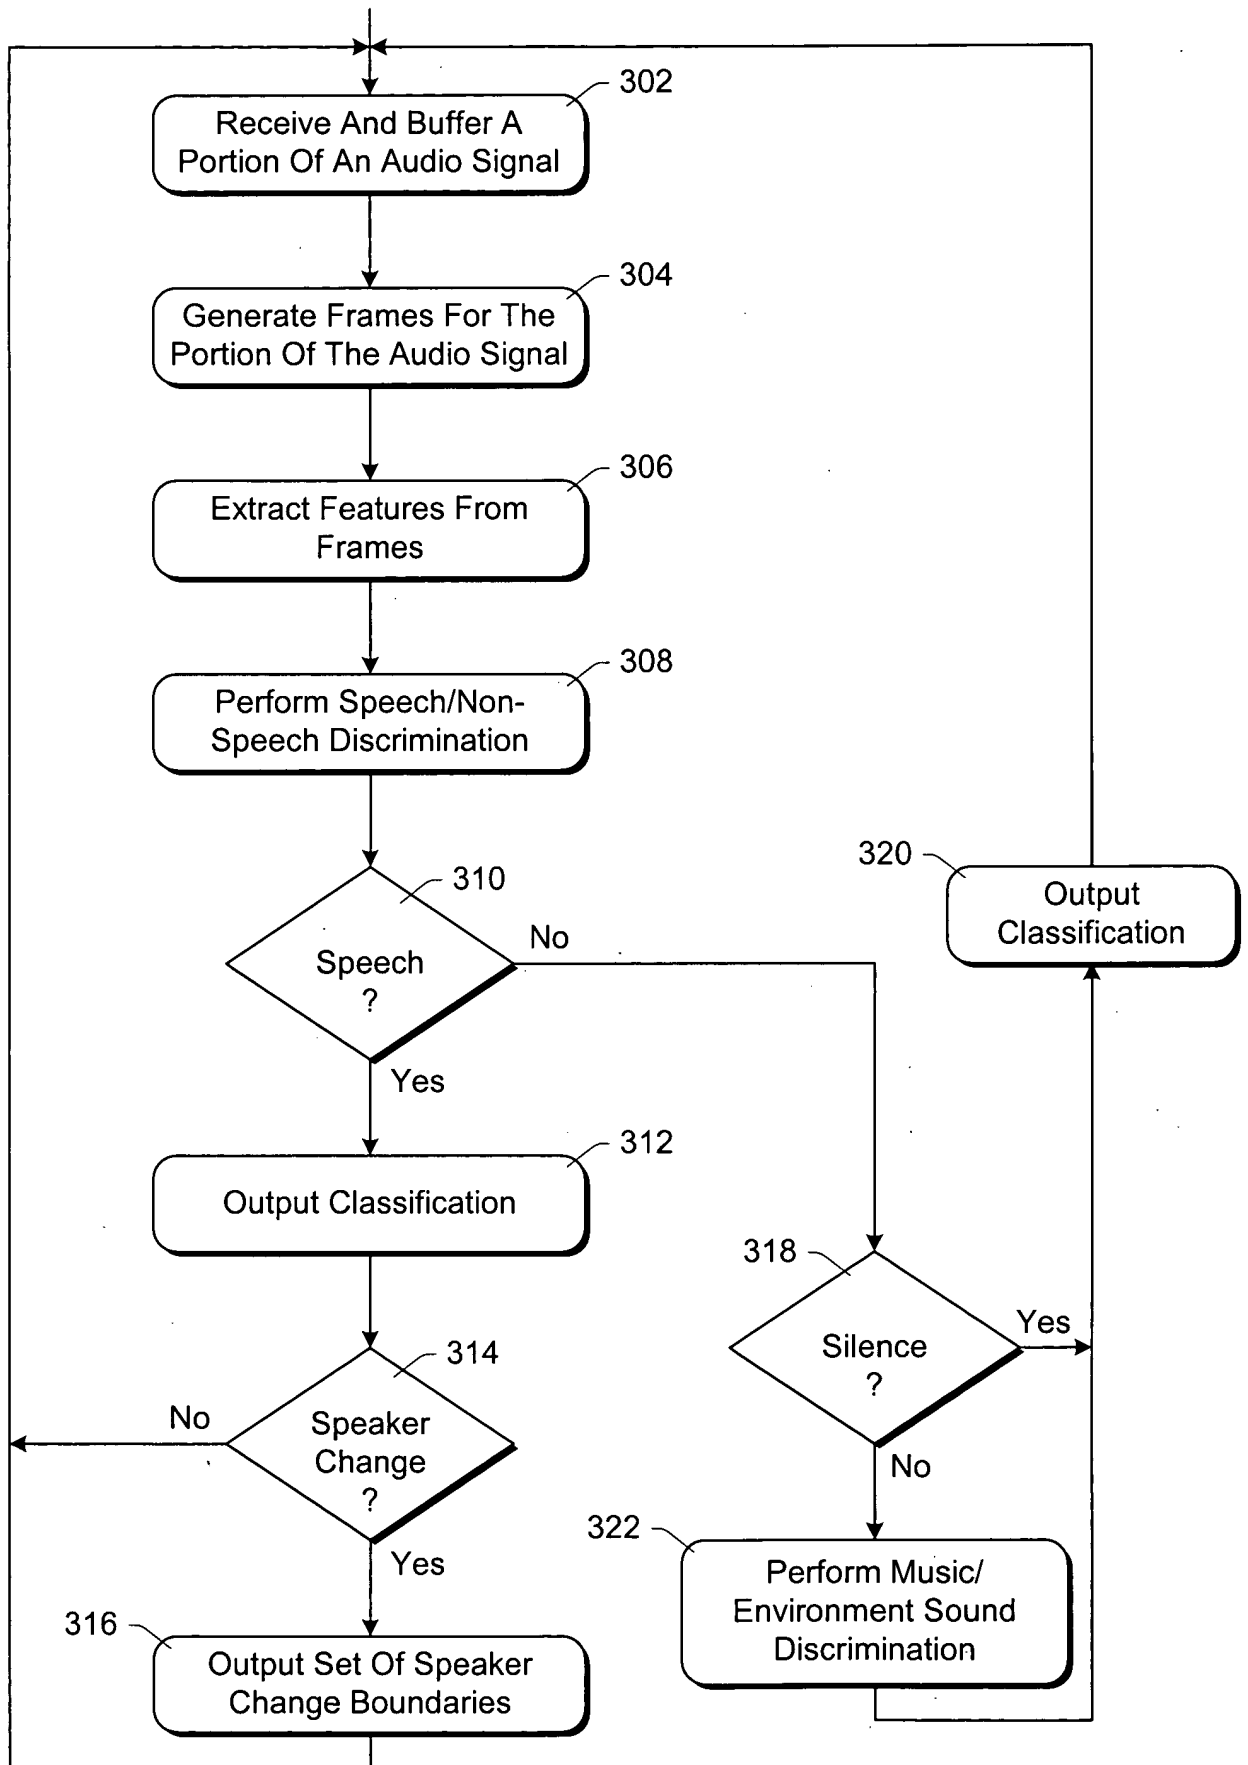 302
Receive And Buffer A
Portion Of An Audio Signal
304
Generate Frames For The
Portion Of The Audio Signal
306
Extract Features From
Frames
308
Perform Speech/Non-
Speech Discrimination
310
Speech
?
No
Yes
312
Output Classification
314
Speaker
Change
?
No
Yes
316
Output Set Of Speaker
Change Boundaries
318
Silence
?
Yes
No
322
Perform Music/
Environment Sound
Discrimination
320
Output
Classification